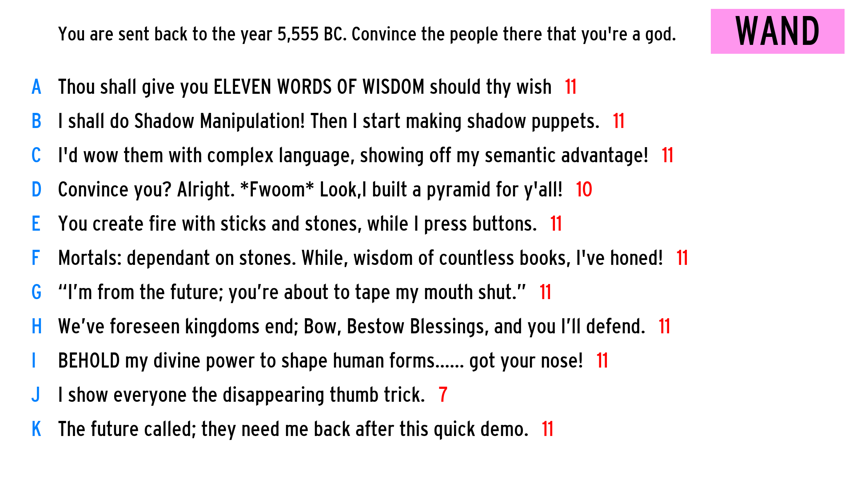 You are sent back to the year 5,555 BC. Convince the people there that you're a god.
WAND
A Thou shall give you ELEVEN WORDS OF WISDOM should thy wish 11
B I shall do Shadow Manipulation! Then I start making shadow puppets. 11
C I'd wow them with complex language, showing off my semantic advantage! 11
D Convince you? Alright. *Fwoom* Look,I built a pyramid for y'all! 10
E You create fire with sticks and stones, while I press buttons. 11
F Mortals: dependant on stones. While, wisdom of countless books, I've honed! 11
G “I’m from the future; you’re about to tape my mouth shut.” 11
H We’ve foreseen kingdoms end; Bow, Bestow Blessings, and you I’ll defend. 11
I BEHOLD my divine power to shape human forms...... got your nose! 11
J I show everyone the disappearing thumb trick. 7
K The future called; they need me back after this quick demo. 11